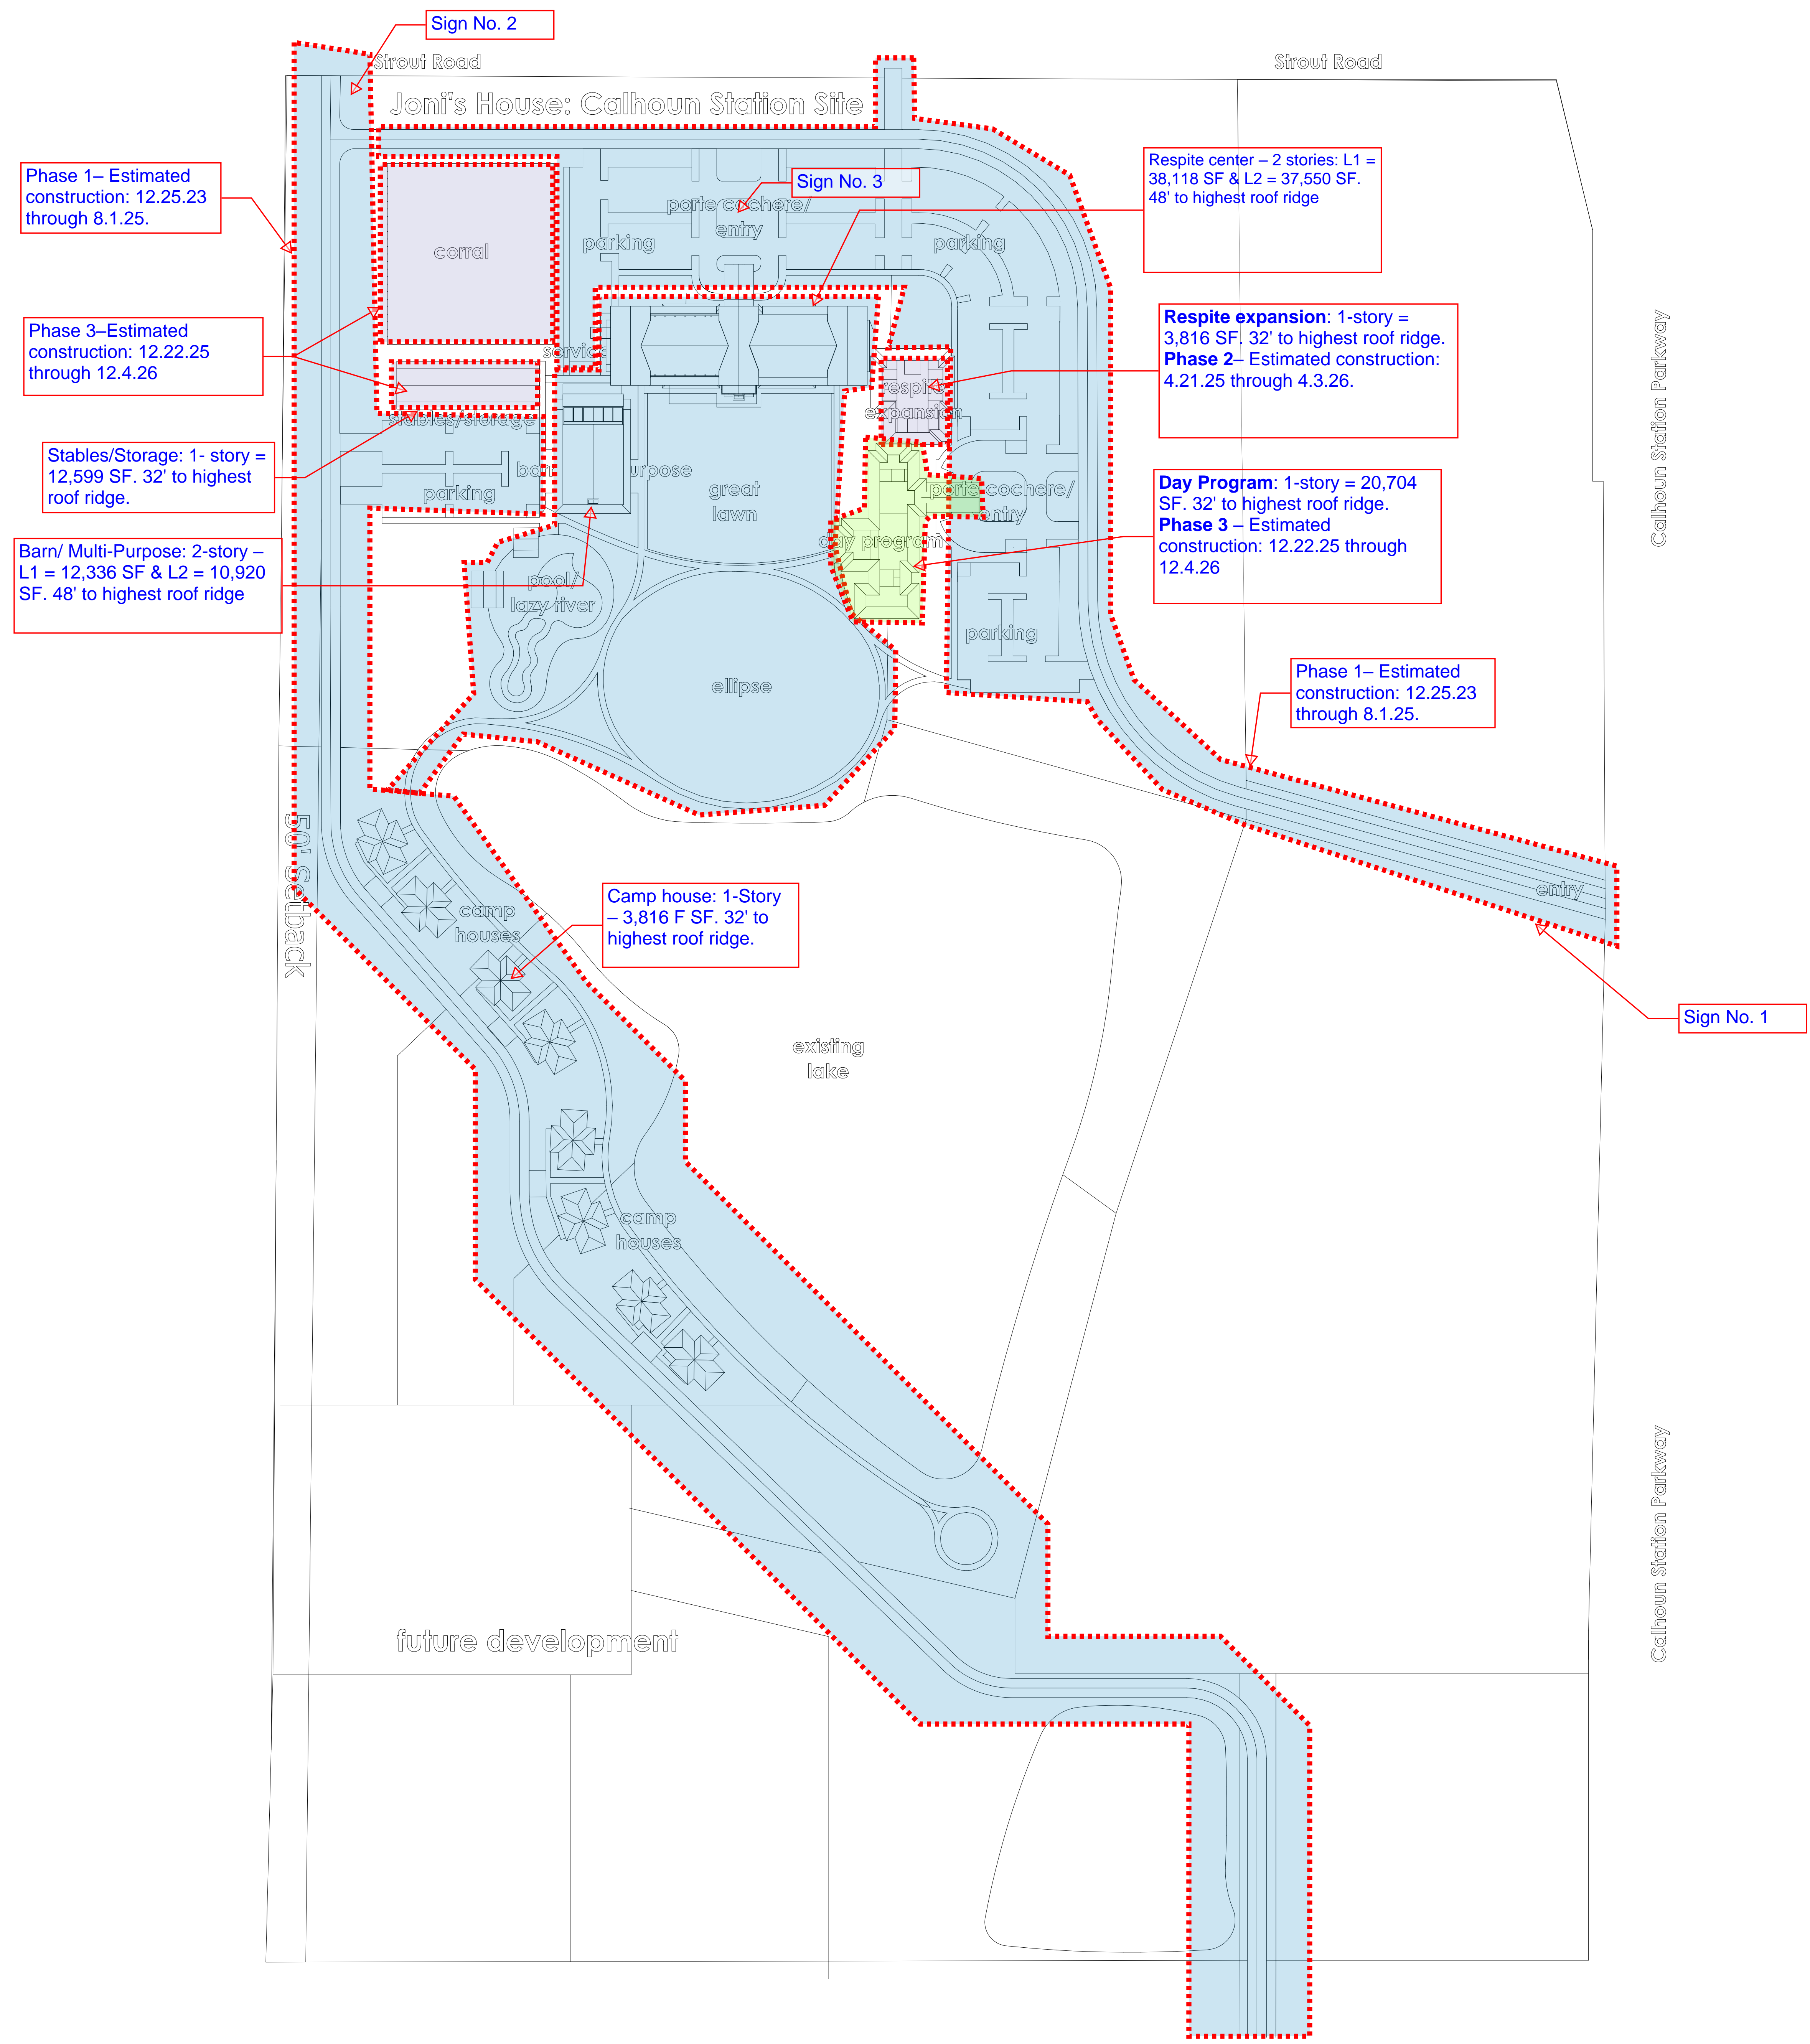 Sign No. 2
Strout Road
Strout Road
Joni's House: Calhoun Station Site
Phase 1– Estimated
construction: 12.25.23
through 8.1.25.
Sign No. 3
Respite center – 2 stories: L1 =
38,118 SF & L2 = 37,550 SF.
48' to highest roof ridge
porte cochere/
entry
parking
parking
corral
Phase 3–Estimated
construction: 12.22.25
through 12.4.26
Respite expansion: 1-story =
3,816 SF. 32' to highest roof ridge.
Phase 2– Estimated construction:
4.21.25 through 4.3.26.
Calhoun Station Parkway
service
respite
expansion
stables/storage
Stables/Storage: 1- story =
12,599 SF. 32' to highest
roof ridge.
parking
barn
urpose
great
lawn
porte cochere/
entry
day program
Day Program: 1-story = 20,704
SF. 32' to highest roof ridge.
Phase 3 – Estimated
construction: 12.22.25 through
12.4.26
Barn/ Multi-Purpose: 2-story –
L1 = 12,336 SF & L2 = 10,920
SF. 48' to highest roof ridge
pool/
lazy river
parking
ellipse
Phase 1– Estimated
construction: 12.25.23
through 8.1.25.
50' Setback
camp
houses
Camp house: 1-Story
– 3,816 F SF. 32' to
highest roof ridge.
entry
Sign No. 1
existing
lake
camp
houses
Calhoun Station Parkway
future development